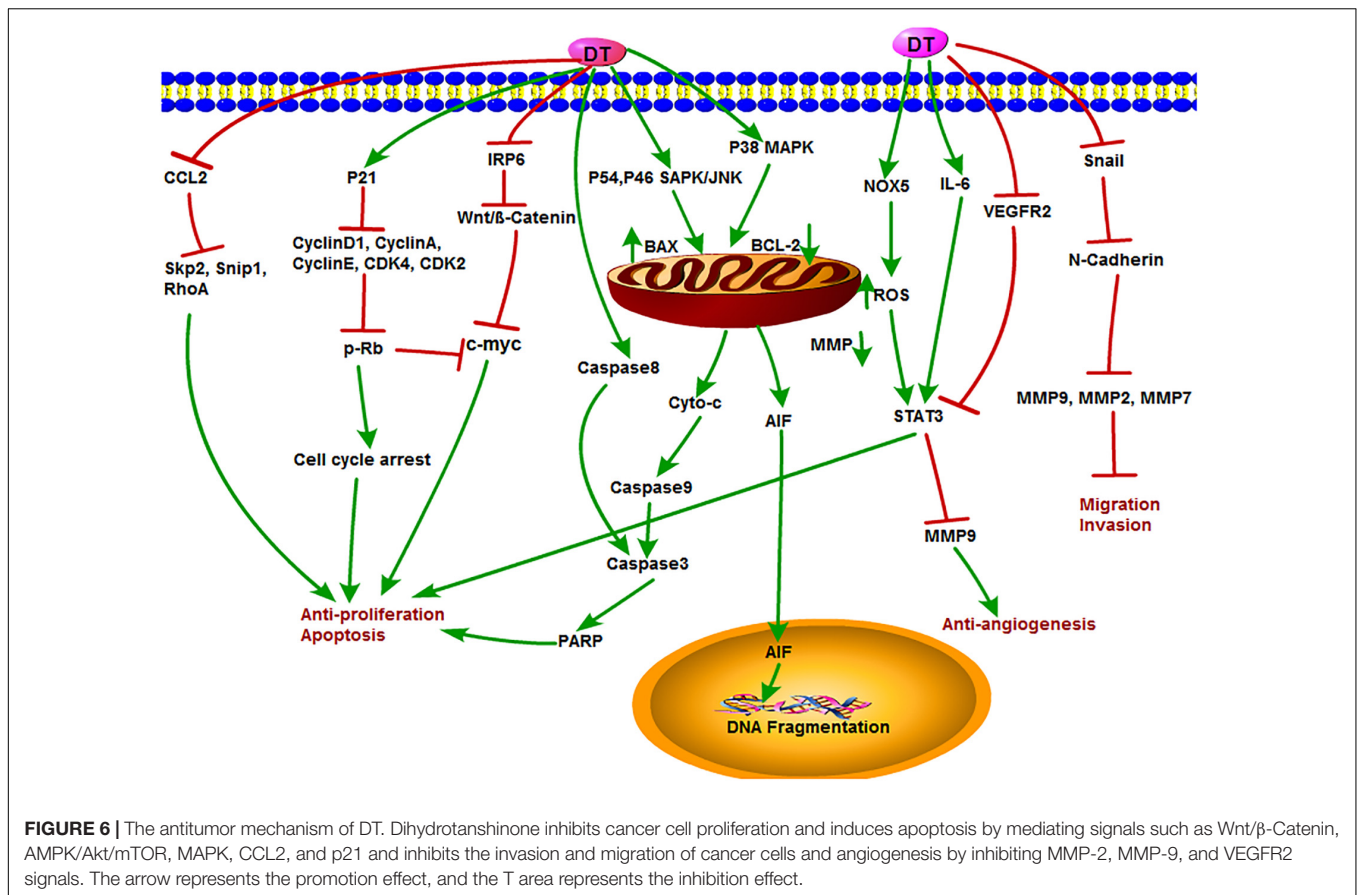 DT
DT
CCL2
P21
IRP6
P38 MAPK
P54,P46 SAPK/JNK
NOX5
IL-6
VEGFR2
Snail
Wnt/ß-Catenin
Skp2, Snip1,
RhoA
CyclinD1, CyclinA,
CyclinE, CDK4, CDK2
BAX
BCL-2
N-Cadherin
ROS
MMP
p-Rb
c-myc
Caspase8
Cyto-c
AIF
STAT3
MMP9, MMP2, MMP7
Cell cycle arrest
Caspase9
Migration
Invasion
MMP9
Caspase3
Anti-proliferation
Apoptosis
PARP
Anti-angiogenesis
AIF
DNA Fragmentation
FIGURE 6 | The antitumor mechanism of DT. Dihydrotanshinone inhibits cancer cell proliferation and induces apoptosis by mediating signals such as Wnt/β-Catenin,
AMPK/Akt/mTOR, MAPK, CCL2, and p21 and inhibits the invasion and migration of cancer cells and angiogenesis by inhibiting MMP-2, MMP-9, and VEGFR2
signals. The arrow represents the promotion effect, and the T area represents the inhibition effect.